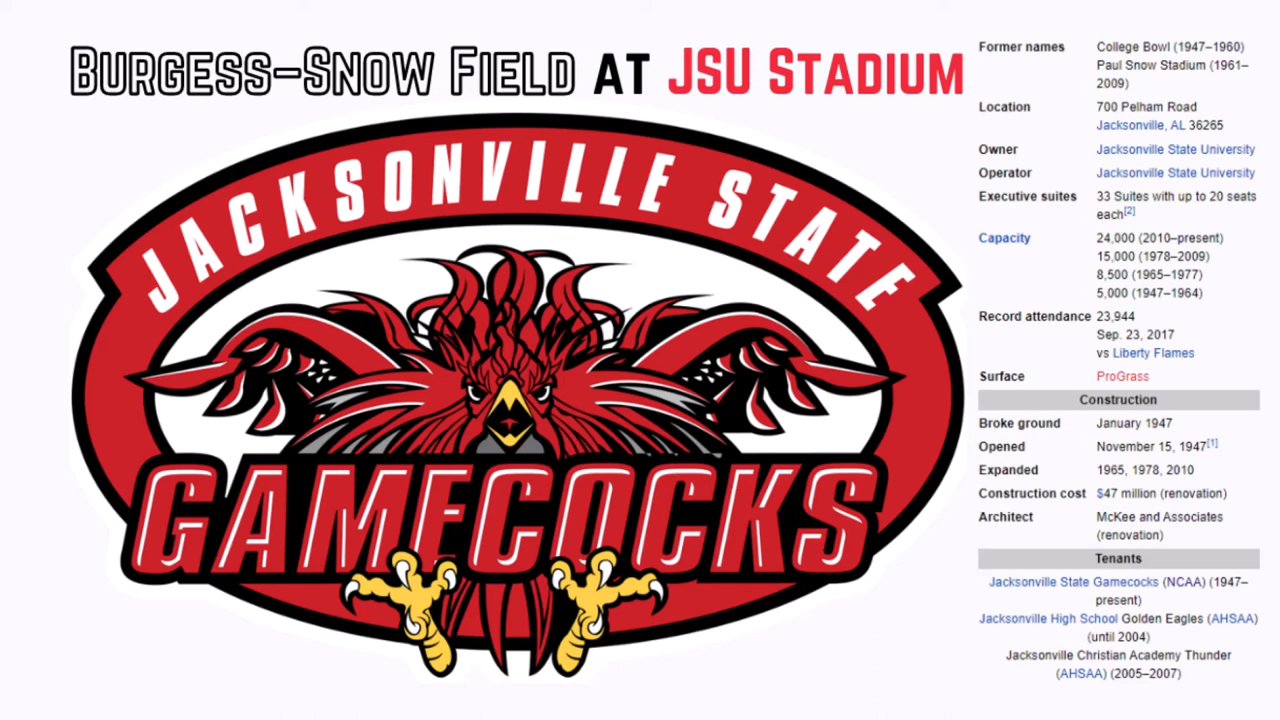 BURGESS-SNOW FIELD AT JSU STADIUM
JACKSONVILLE STATE
GAMECOCKS
Former names College Bowl (1947–1960)
Paul Snow Stadium (1961–
2009)
Location 700 Pelham Road
Jacksonville, AL 36265
Owner Jacksonville State University
Operator Jacksonville State University
Executive suites 33 Suites with up to 20 seats
each[2]
Capacity 24,000 (2010–present)
15,000 (1978–2009)
8,500 (1965–1977)
5,000 (1947–1964)
Record attendance 23,944
Sep. 23, 2017
vs Liberty Flames
Surface ProGrass
Construction
Broke ground January 1947
Opened November 15, 1947[1]
Expanded 1965, 1978, 2010
Construction cost $47 million (renovation)
Architect McKee and Associates
(renovation)
Tenants
Jacksonville State Gamecocks (NCAA) (1947–
present)
Jacksonville High School Golden Eagles (AHSAA)
(until 2004)
Jacksonville Christian Academy Thunder
(AHSAA) (2005–2007)